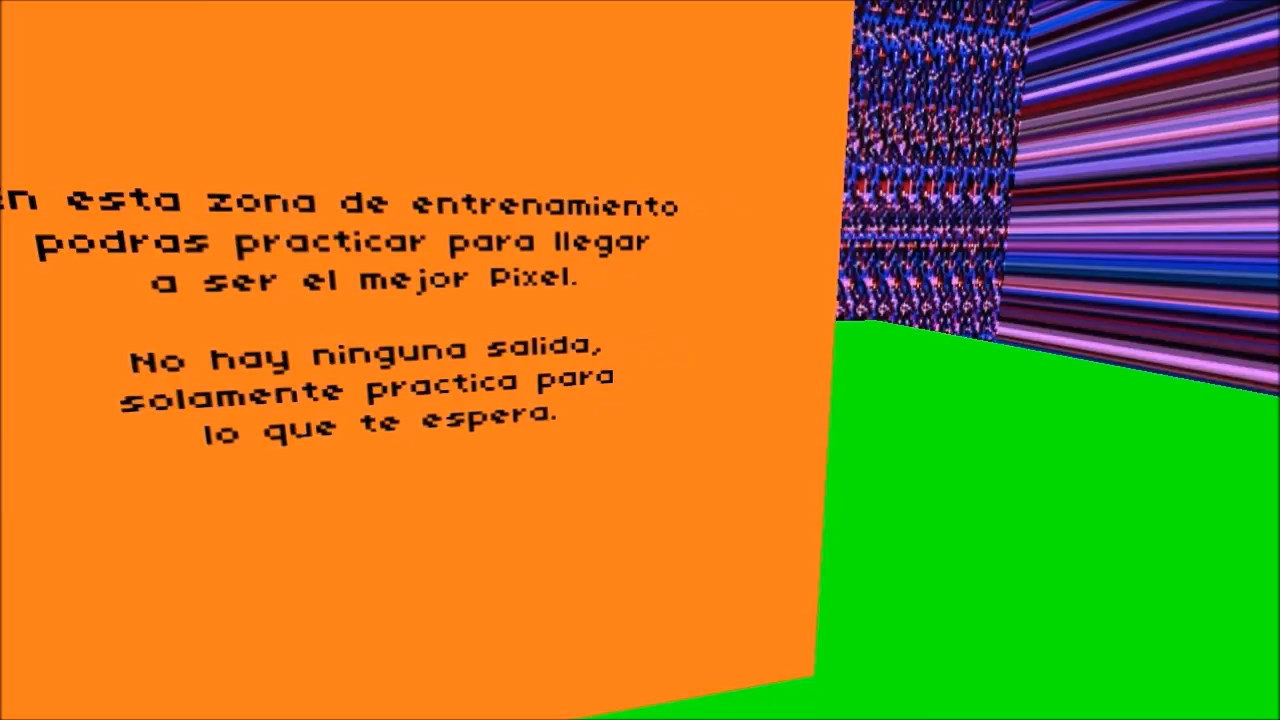 En esta zona de entrenamiento
podras practicar para llegar
a ser el mejor Pixel.
No hay ninguna salida,
solamente practica para
lo que te espera.